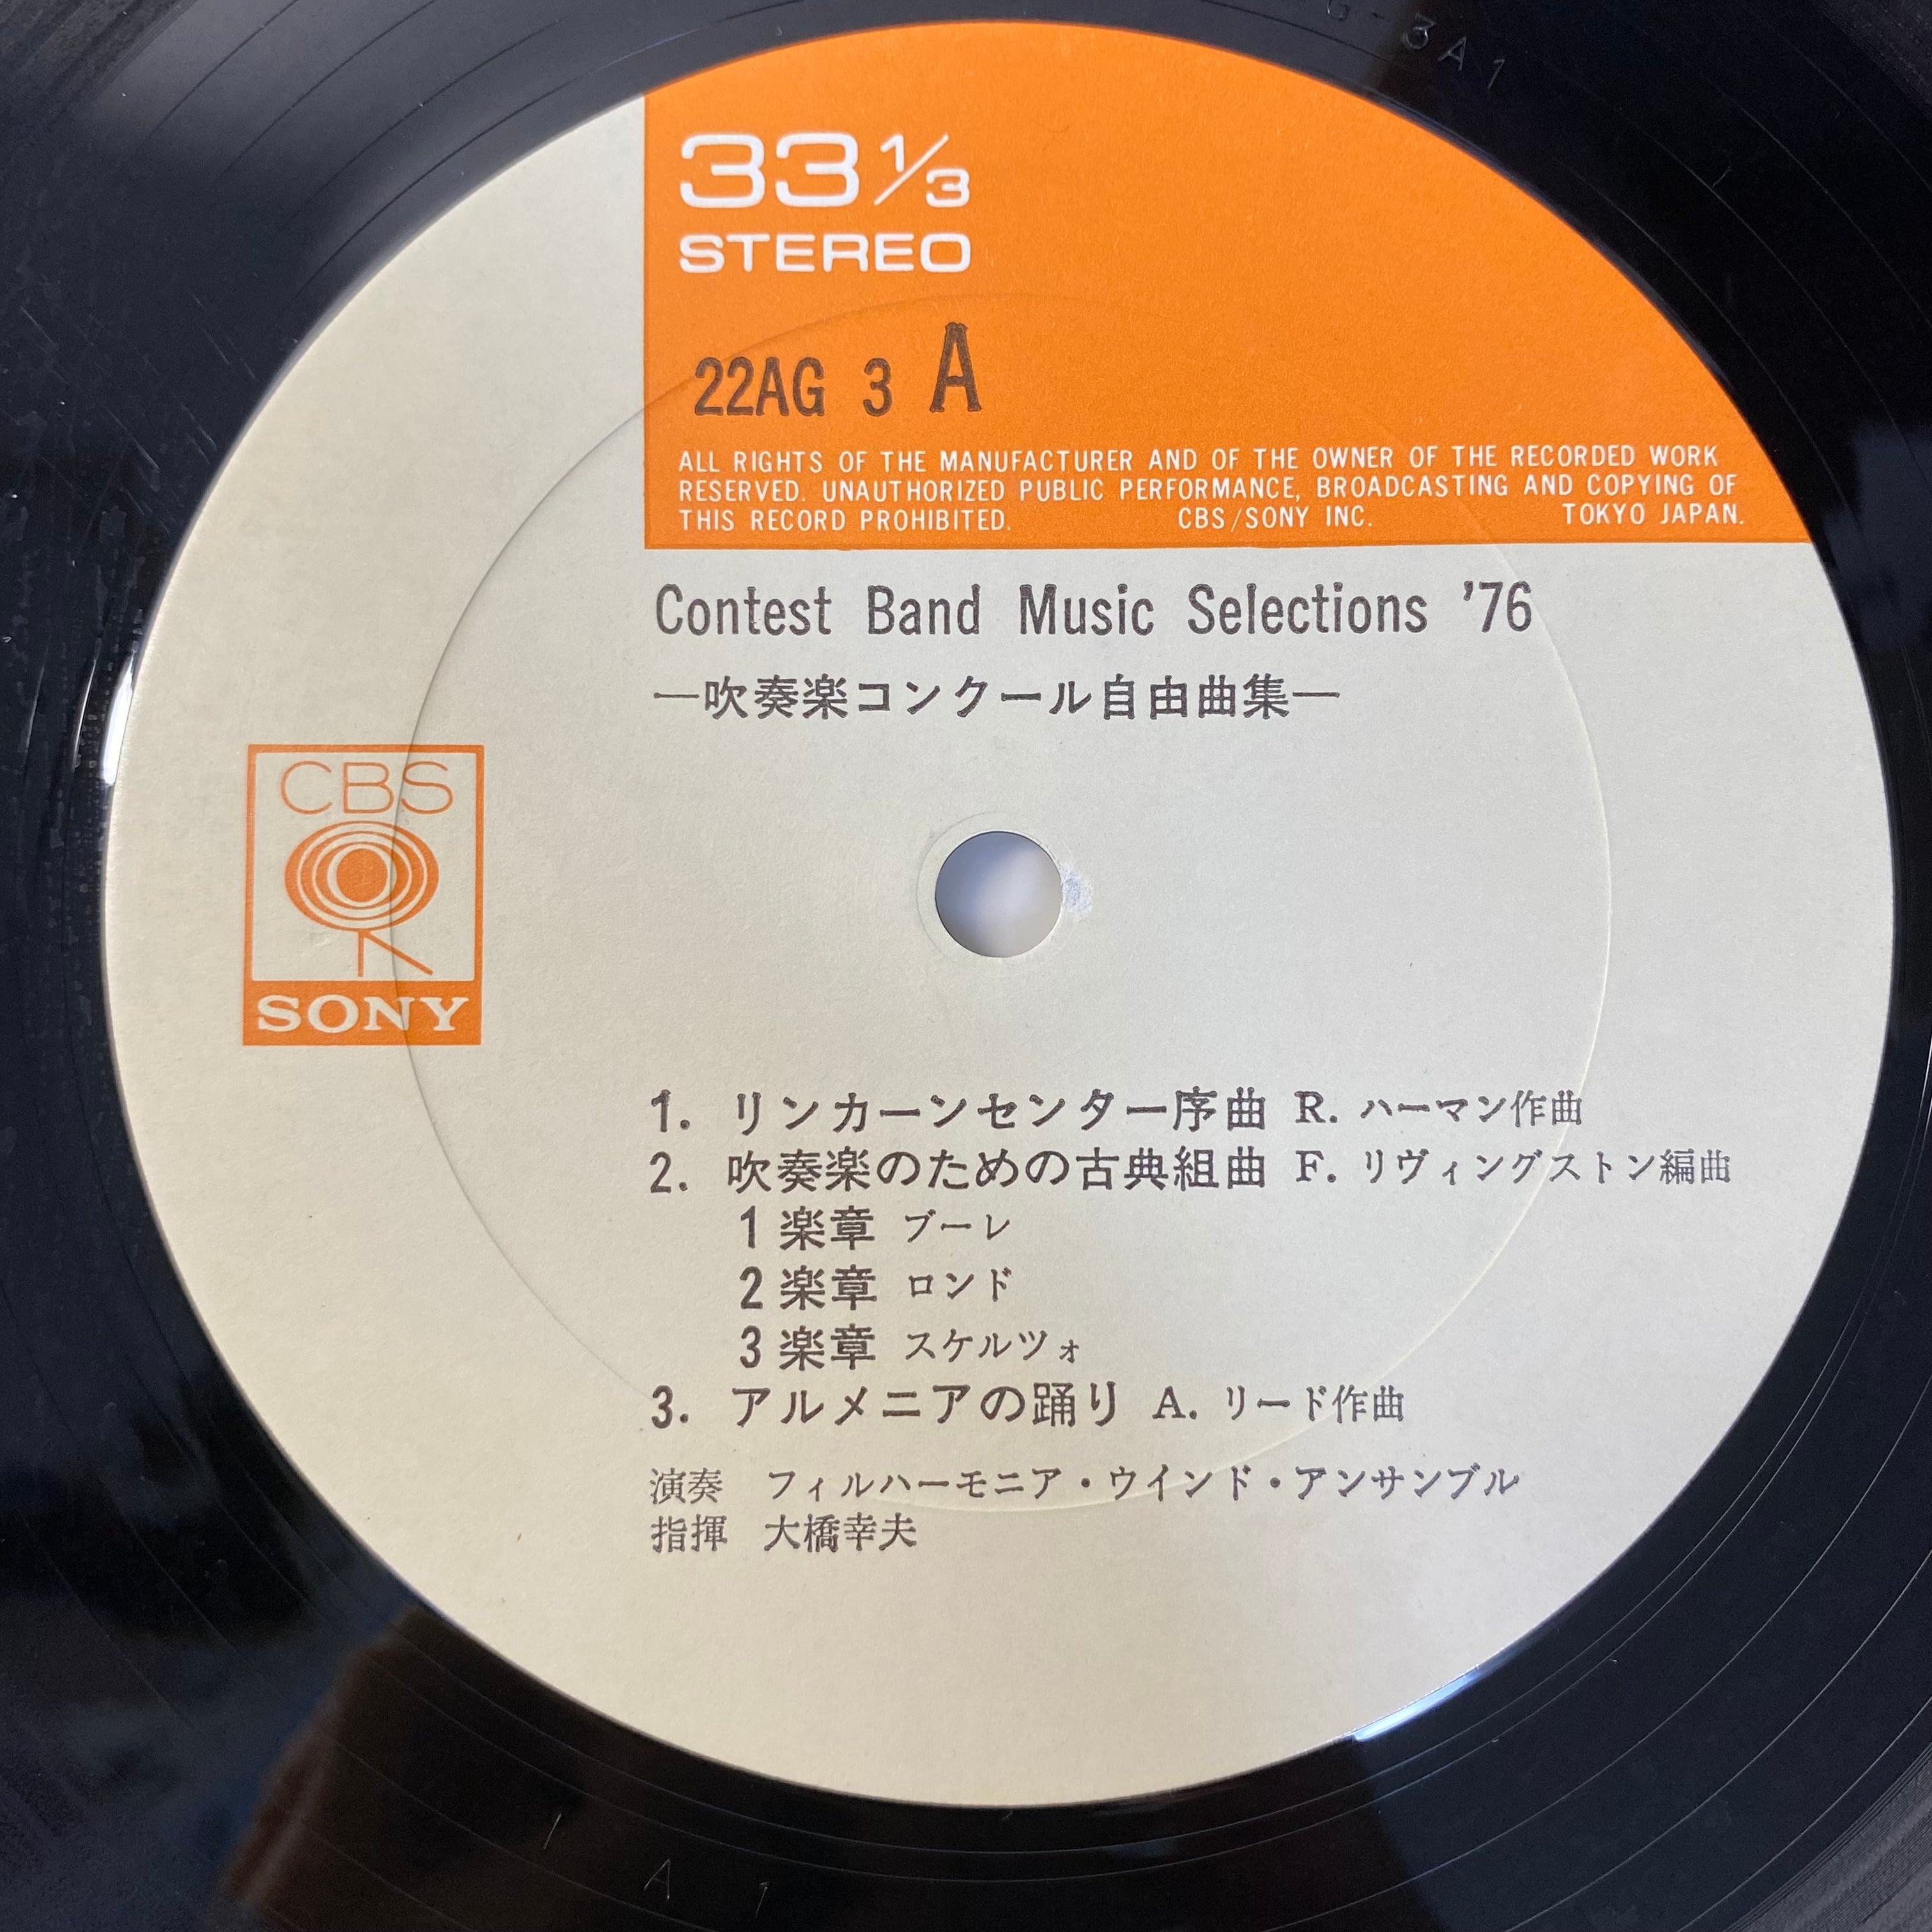 33 1/3
STEREO
22AG 3 A
ALL RIGHTS OF THE MANUFACTURER AND OF THE OWNER OF THE RECORDED WORK
RESERVED. UNAUTHORIZED PUBLIC PERFORMANCE, BROADCASTING AND COPYING OF
THIS RECORD PROHIBITED. CBS/SONY INC. TOKYO JAPAN.
Contest Band Music Selections '76
—吹奏楽コンクール自由曲集—
CBS
SONY
1. リンカーンセンター序曲 R. ハーマン作曲
2. 吹奏楽のための古典組曲 F. リヴィングストン編曲
1楽章 ブーレ
2楽章 ロンド
3楽章 スケルツォ
3. アルメニアの踊り A. リード作曲
演奏 フィルハーモニア・ウインド・アンサンブル
指揮 大橋幸夫
1 A 1